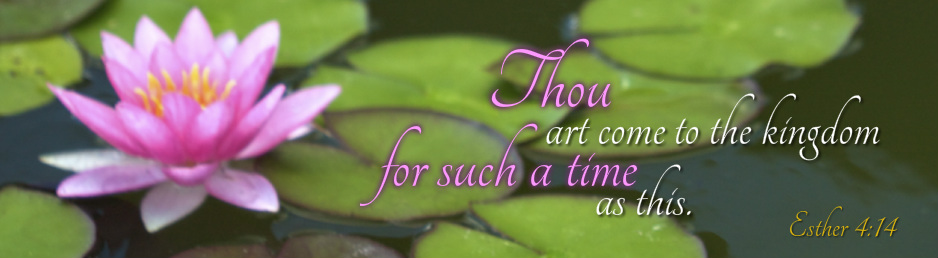 Thou
art come to the kingdom
for such a time
as this.
Esther 4:14